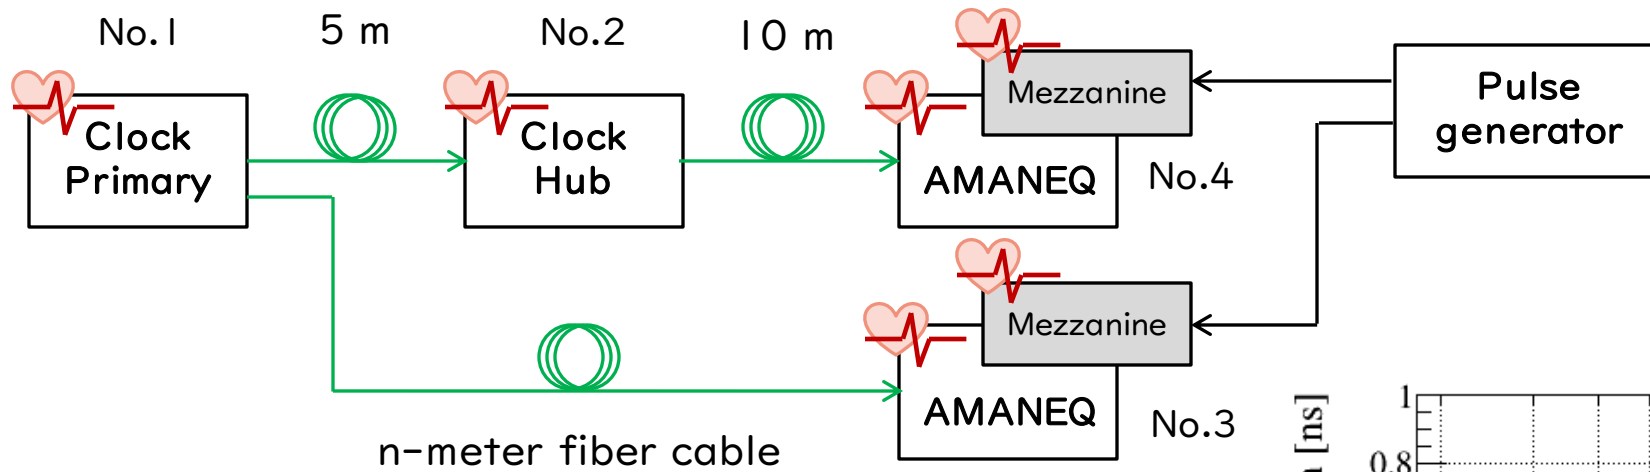 No.1
5 m
No.2
10 m
Clock
Primary
Clock
Hub
Mezzanine
AMANEQ
No.4
Pulse
generator
Mezzanine
AMANEQ
No.3
n-meter fiber cable
[ns]
1
0.8